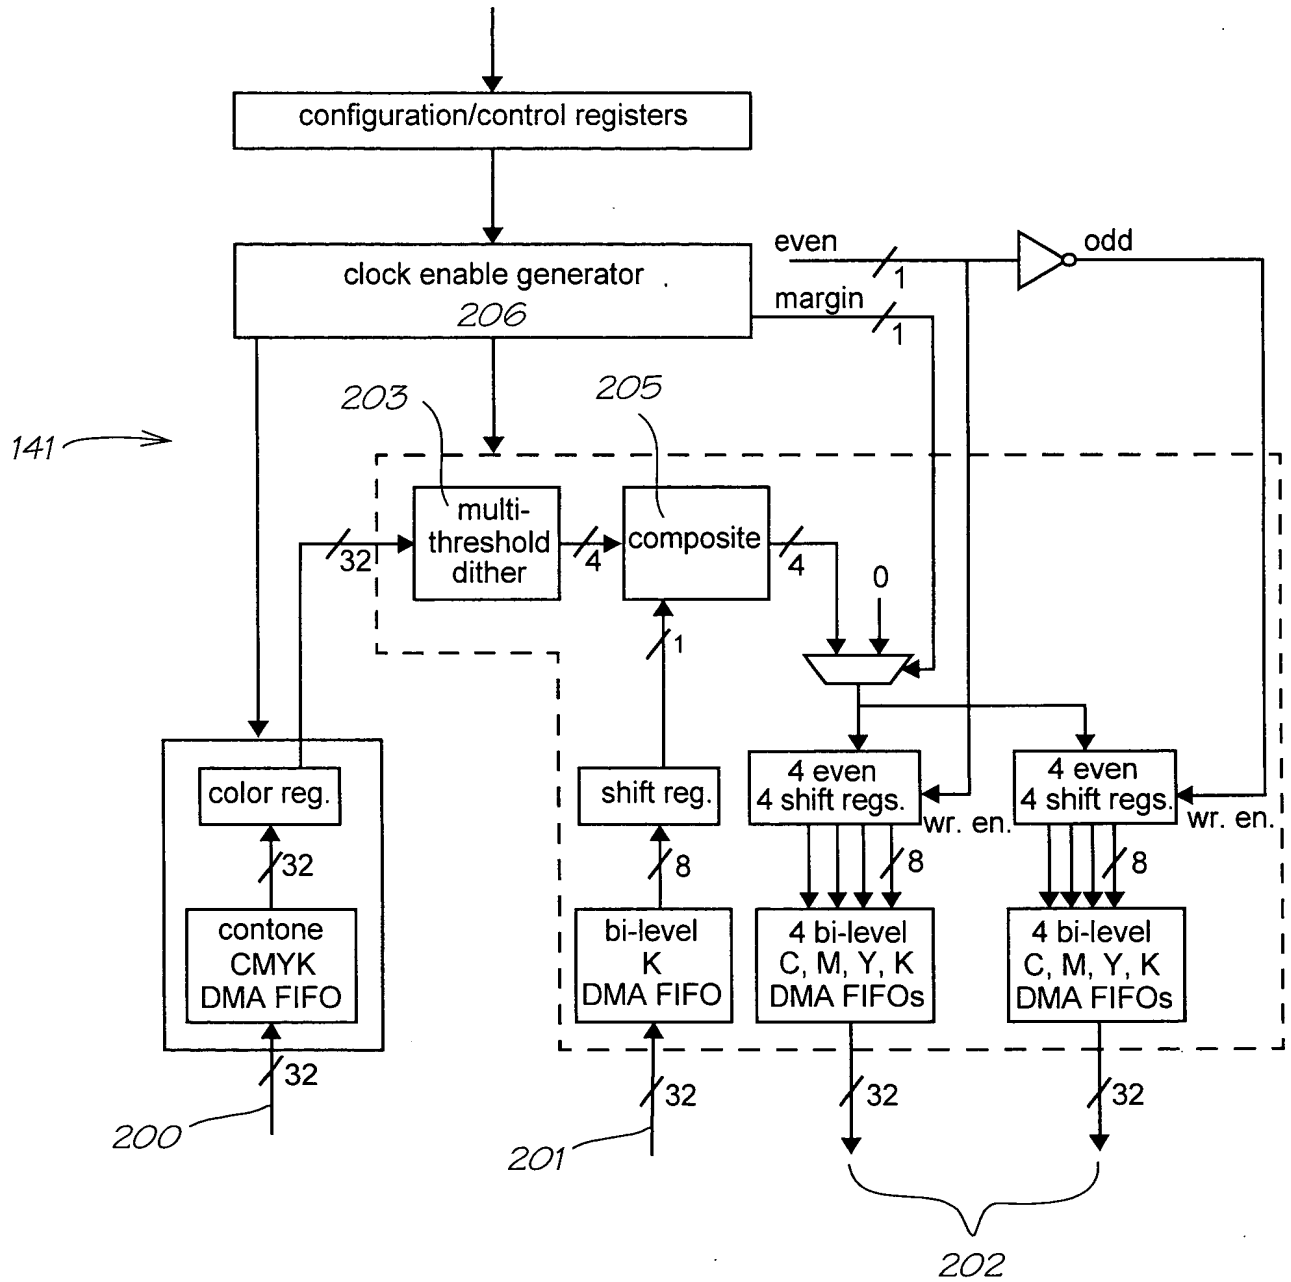 configuration/control registers
clock enable generator
206
even
1
odd
margin
1
203
205
141
multi-
threshold
dither
32
4
composite
4
0
1
color reg.
32
contone
CMYK
DMA FIFO
32
200
shift reg.
8
bi-level
K
DMA FIFO
32
201
4 even
4 shift regs.
wr. en.
8
4 bi-level
C, M, Y, K
DMA FIFOs
32
4 even
4 shift regs.
wr. en.
8
4 bi-level
C, M, Y, K
DMA FIFOs
32
202